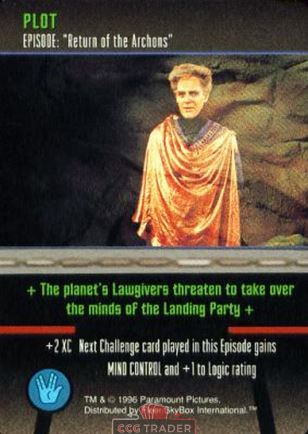 PLOT
EPISODE: "Return of the Archons"
+ The planet's Lawgivers threaten to take over
the minds of the Landing Party +
+2 XC Next Challenge card played in this Episode gains
MIND CONTROL and +1 to Logic rating
TM & © 1996 Paramount Pictures.
Distributed by Fleer SkyBox International.™
CCG TRADER